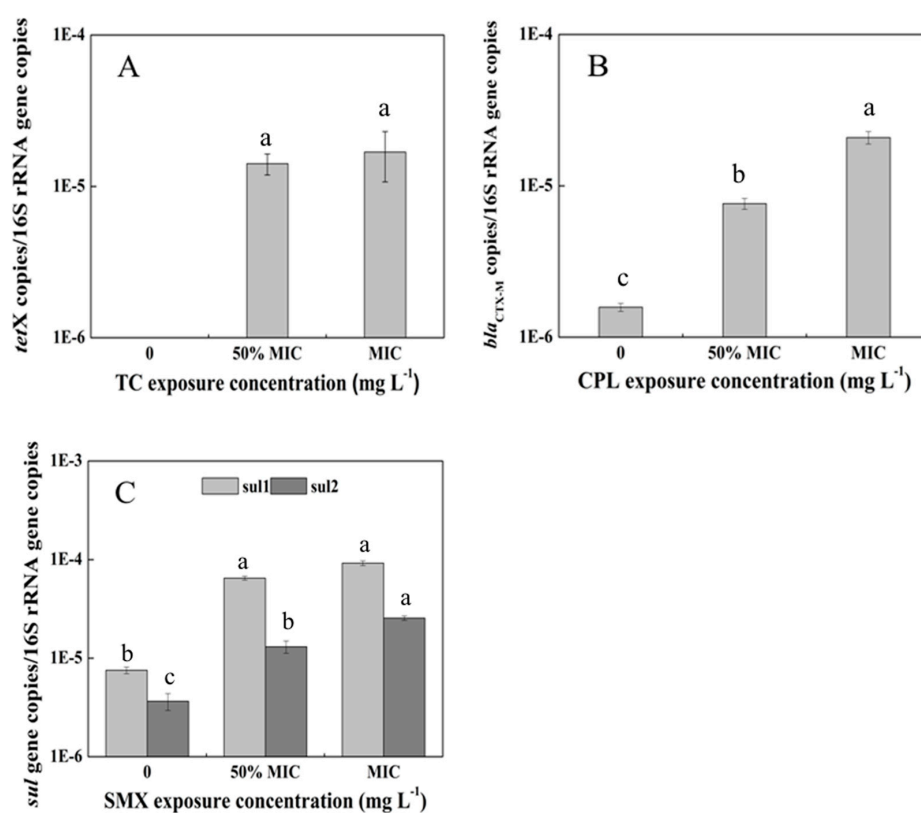 A
1E-4
1E-5
1E-6
tetX copies/16S rRNA gene copies
a
a
0
50% MIC
MIC
TC exposure concentration (mg L-1)
B
1E-4
1E-5
1E-6
blaCTX-M copies/16S rRNA gene copies
c
b
a
0
50% MIC
MIC
CPL exposure concentration (mg L-1)
C
sul1
sul2
1E-3
1E-4
1E-5
1E-6
sul gene copies/16S rRNA gene copies
b
c
a
b
a
a
0
50% MIC
MIC
SMX exposure concentration (mg L-1)